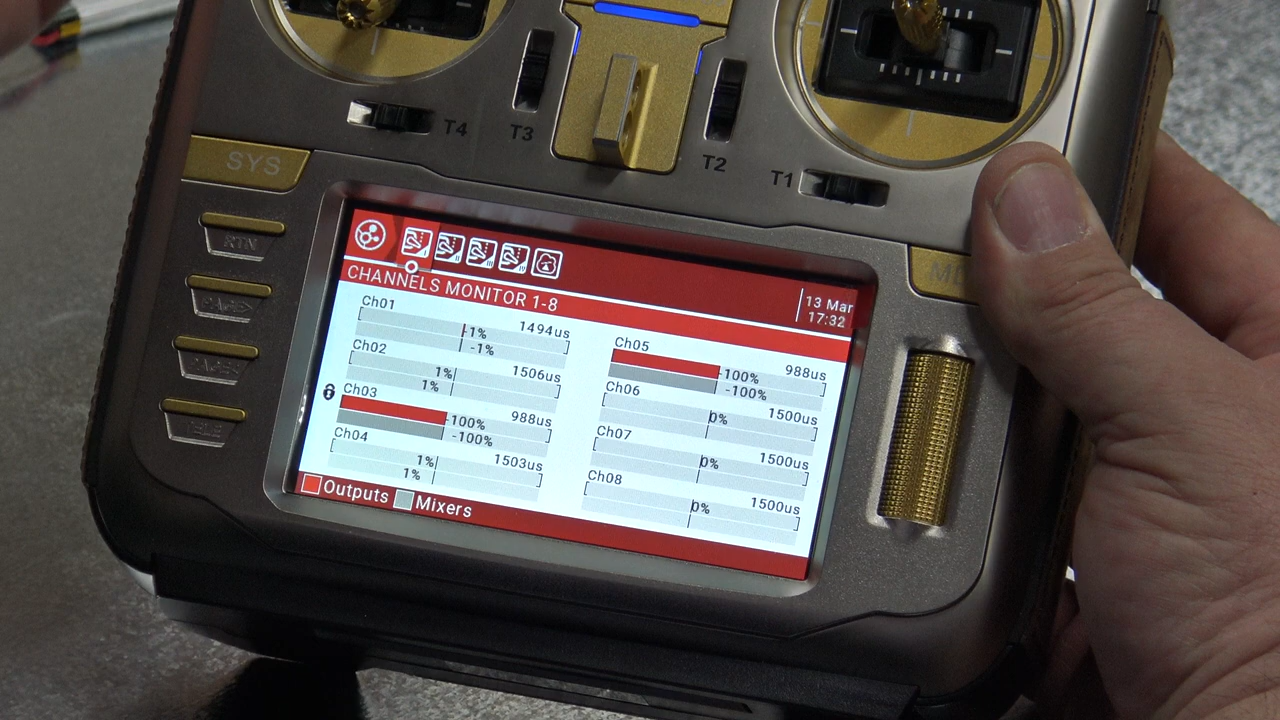 T4
T3
T2
T1
SYS
RTN
PAGE>
TELE
CHANNELS MONITOR 1-8
13 Mar
17:32
Ch01
1494us
-1%
-1%
Ch02
1506us
1%
1%
Ch03
988us
-100%
-100%
Ch04
1503us
1%
1%
Ch05
988us
-100%
-100%
Ch06
1500us
0%
Ch07
1500us
0%
Ch08
1500us
0%
Outputs Mixers